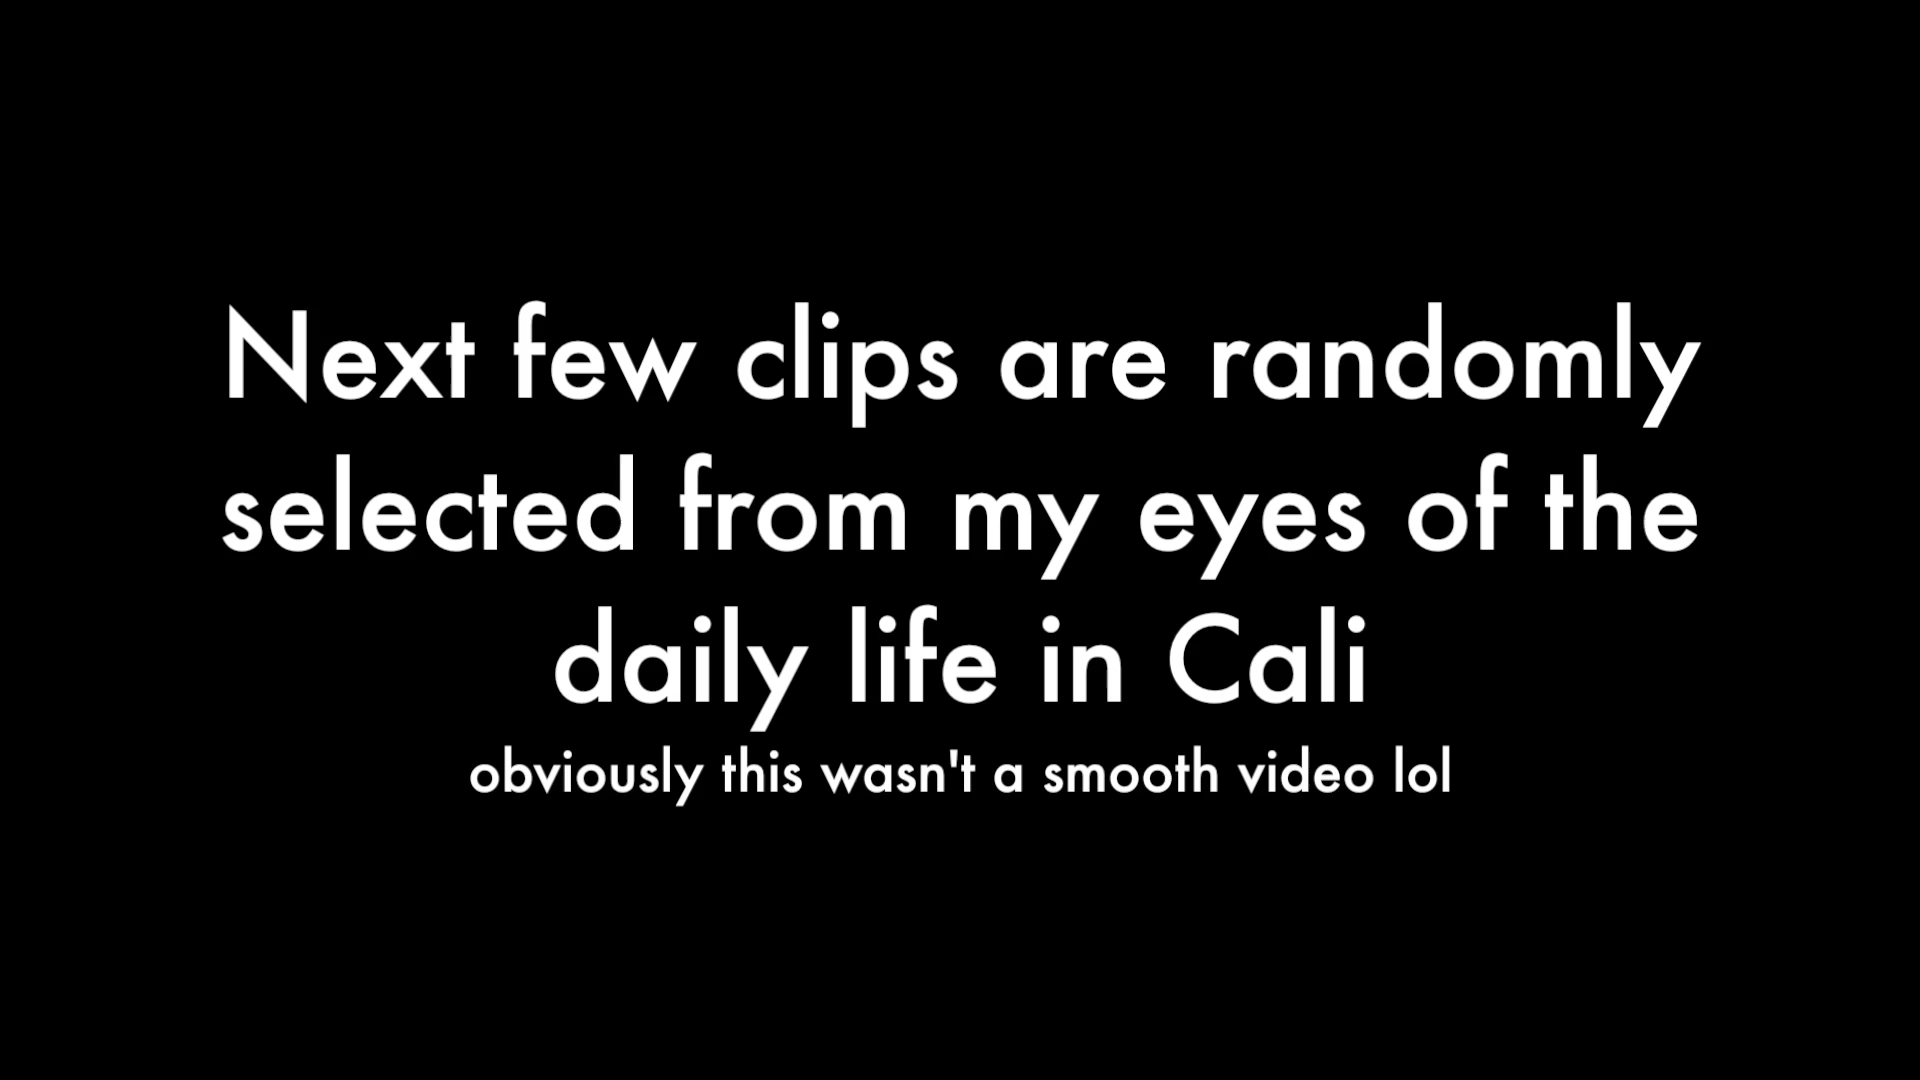 Next few clips are randomly
selected from my eyes of the
daily life in Cali
obviously this wasn't a smooth video lol